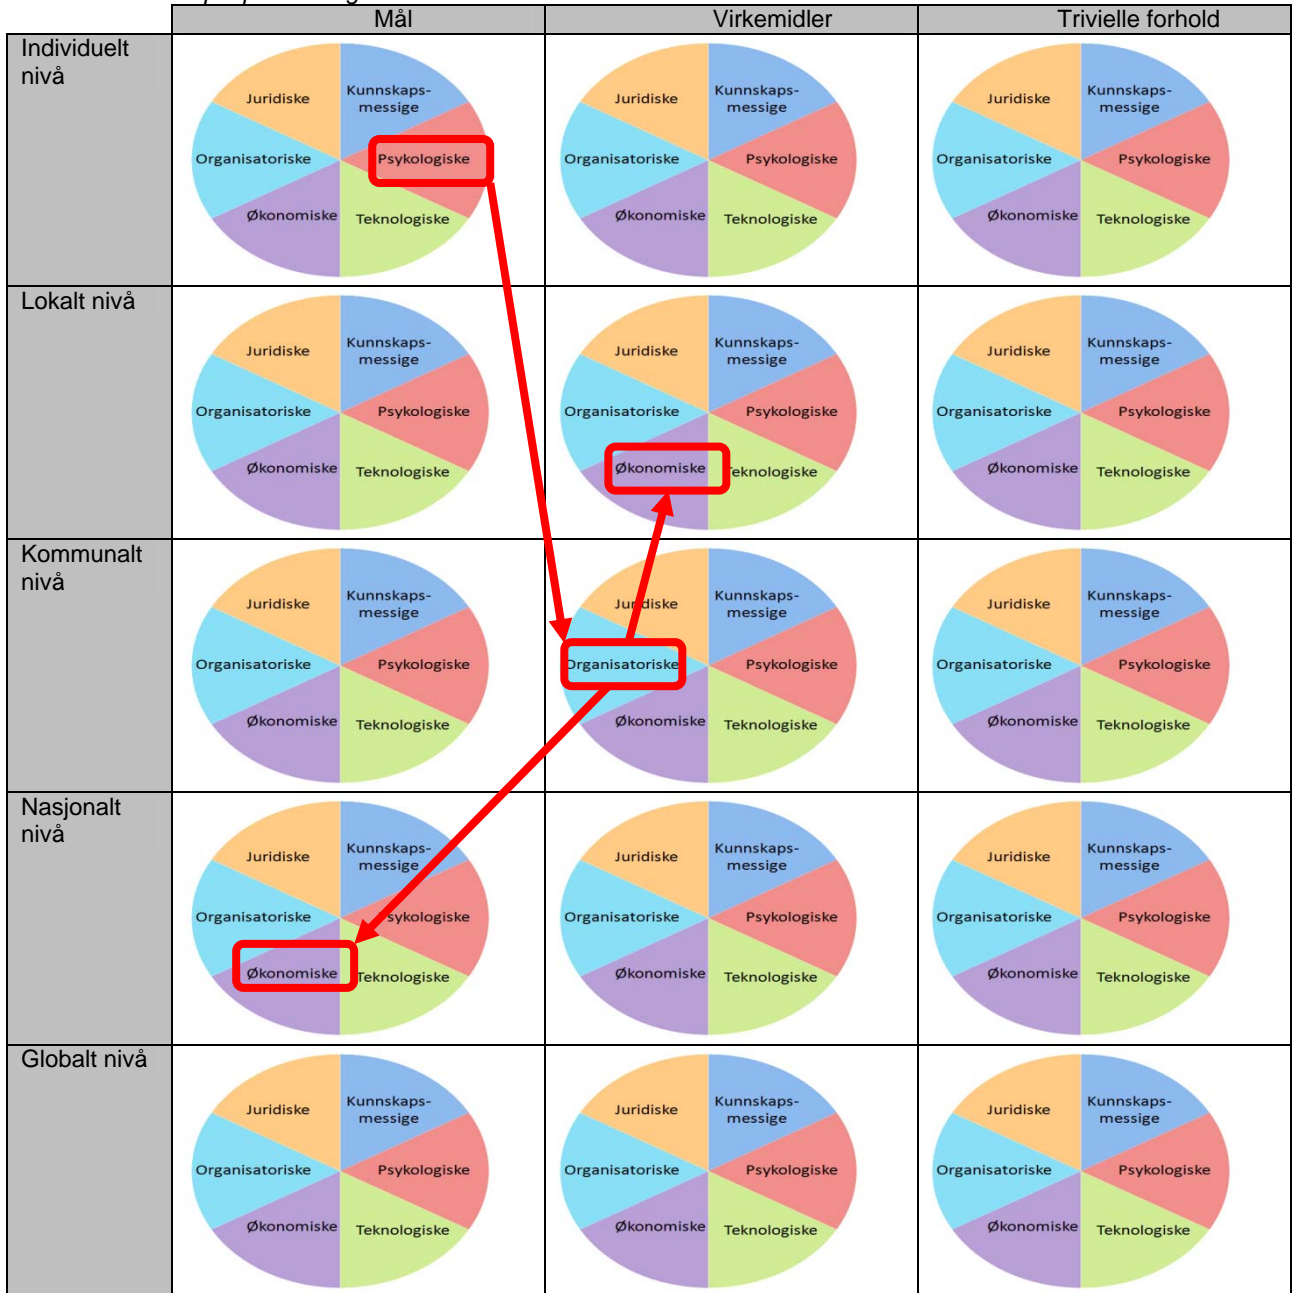 Mål
Virkemidler
Trivielle forhold
Individuelt
nivå
Juridiske
Kunnskaps-
messige
Organisatoriske
Psykologiske
Økonomiske
Teknologiske
Juridiske
Kunnskaps-
messige
Organisatoriske
Psykologiske
Økonomiske
Teknologiske
Juridiske
Kunnskaps-
messige
Organisatoriske
Psykologiske
Økonomiske
Teknologiske
Lokalt nivå
Juridiske
Kunnskaps-
messige
Organisatoriske
Psykologiske
Økonomiske
Teknologiske
Juridiske
Kunnskaps-
messige
Organisatoriske
Psykologiske
Økonomiske
Teknologiske
Juridiske
Kunnskaps-
messige
Organisatoriske
Psykologiske
Økonomiske
Teknologiske
Kommunalt
nivå
Juridiske
Kunnskaps-
messige
Organisatoriske
Psykologiske
Økonomiske
Teknologiske
Juridiske
Kunnskaps-
messige
Organisatoriske
Psykologiske
Økonomiske
Teknologiske
Juridiske
Kunnskaps-
messige
Organisatoriske
Psykologiske
Økonomiske
Teknologiske
Nasjonalt
nivå
Juridiske
Kunnskaps-
messige
Organisatoriske
Psykologiske
Økonomiske
Teknologiske
Juridiske
Kunnskaps-
messige
Organisatoriske
Psykologiske
Økonomiske
Teknologiske
Juridiske
Kunnskaps-
messige
Organisatoriske
Psykologiske
Økonomiske
Teknologiske
Globalt nivå
Juridiske
Kunnskaps-
messige
Organisatoriske
Psykologiske
Økonomiske
Teknologiske
Juridiske
Kunnskaps-
messige
Organisatoriske
Psykologiske
Økonomiske
Teknologiske
Juridiske
Kunnskaps-
messige
Organisatoriske
Psykologiske
Økonomiske
Teknologiske